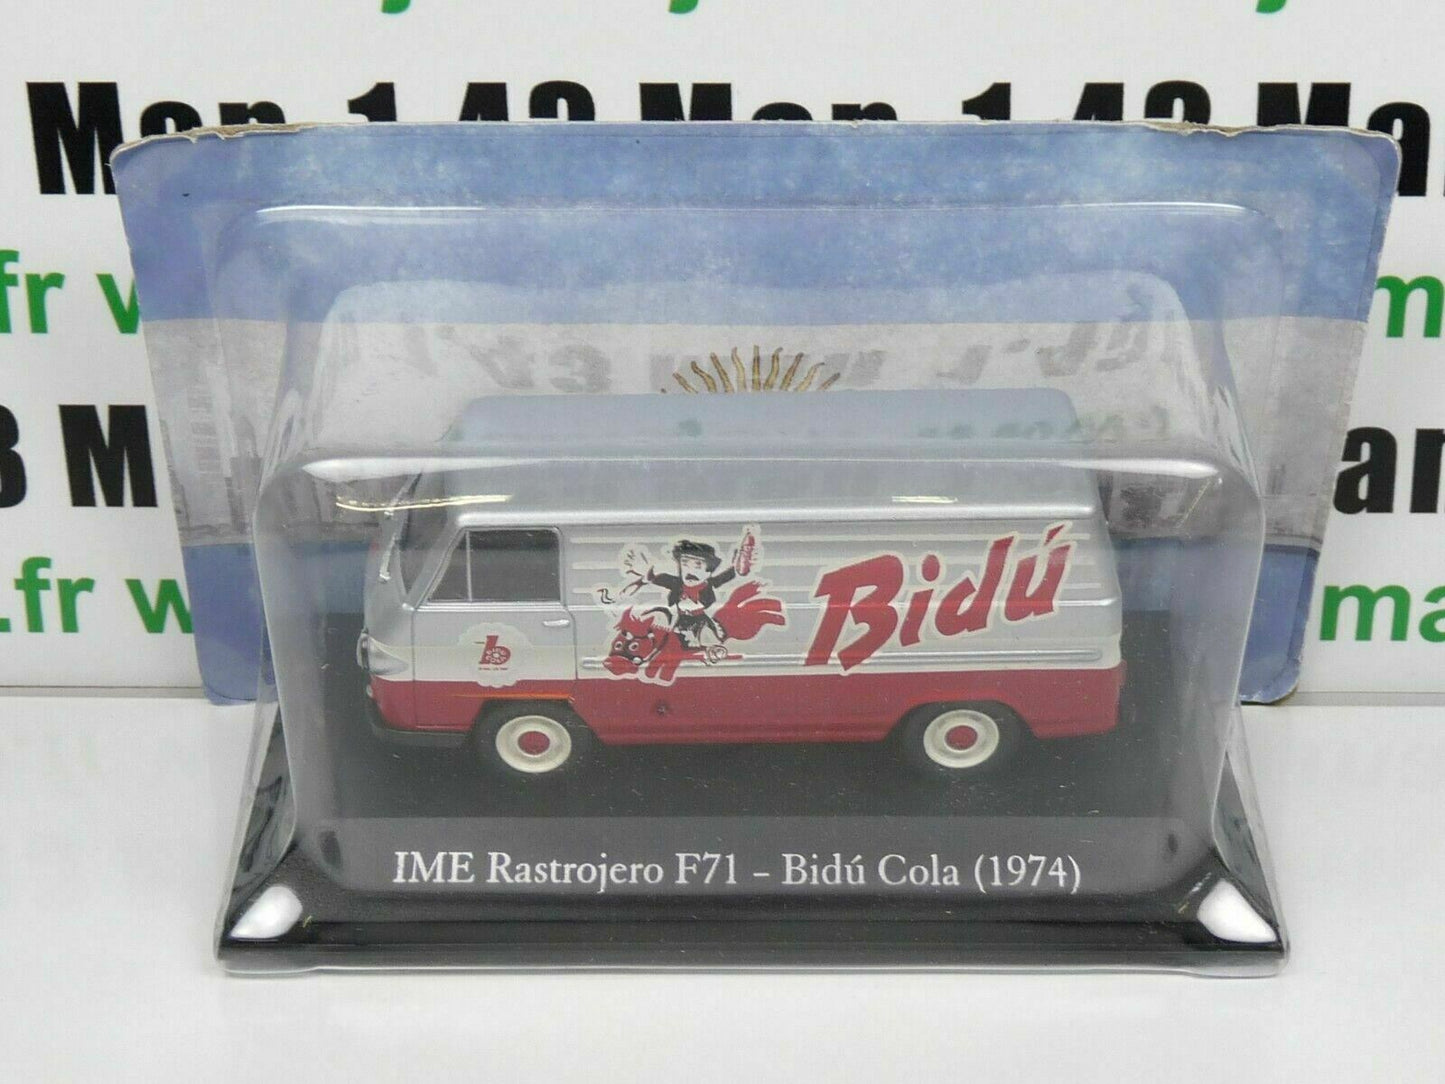 Man 1.43 Man 1.43 Ma
.fr w
ma
3 M
an
.fr w
ma
Bidú
b
IME Rastrojero F71 – Bidú Cola (1974)